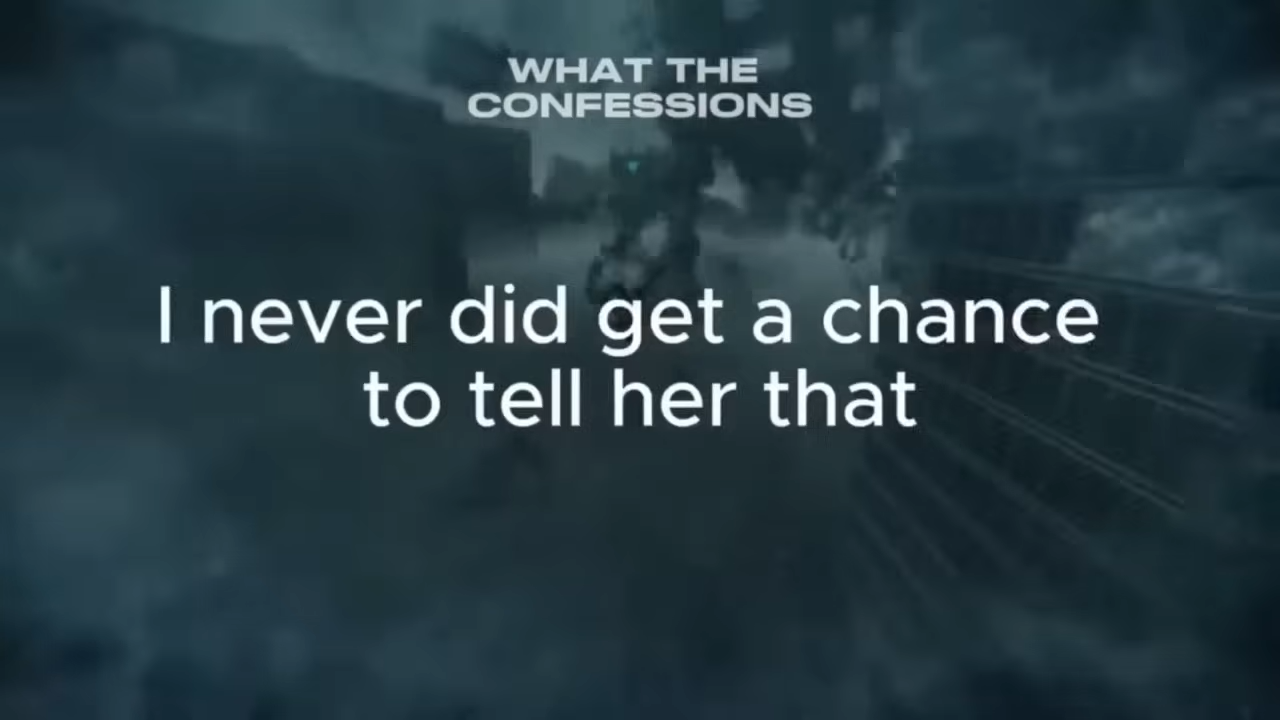 WHAT THE
CONFESSIONS
I never did get a chance
to tell her that